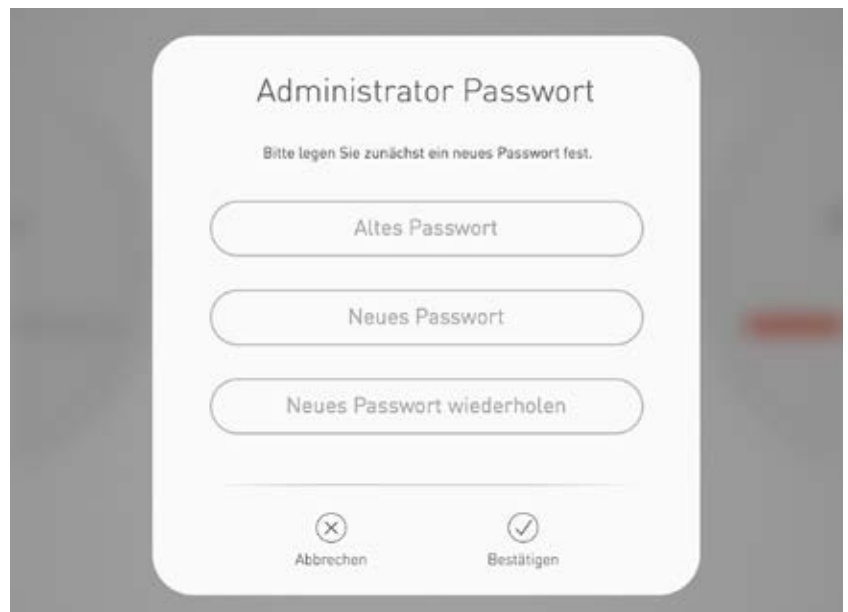 Administrator Passwort
Bitte legen Sie zunächst ein neues Passwort fest.
Altes Passwort
Neues Passwort
Neues Passwort wiederholen
Abbrechen
Bestätigen